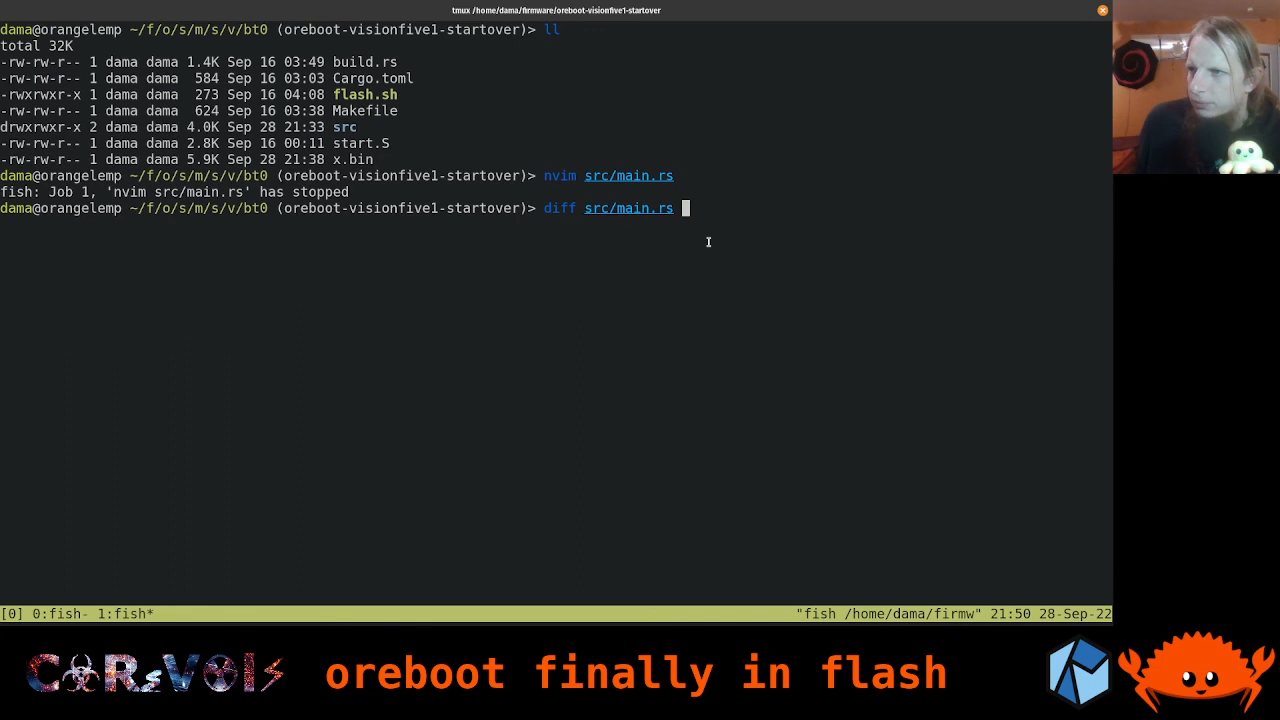 tmux /home/dama/firmware/oreboot-visionfive1-startover
dama@orangelemp ~/f/o/s/m/s/v/bt0 (oreboot-visionfive1-startover)> ll
total 32K
-rw-rw-r-- 1 dama dama 1.4K Sep 16 03:49 build.rs
-rw-rw-r-- 1 dama dama  584 Sep 16 03:03 Cargo.toml
-rwxrwxr-x 1 dama dama  273 Sep 16 04:08 flash.sh
-rw-rw-r-- 1 dama dama  624 Sep 16 03:38 Makefile
drwxrwxr-x 2 dama dama 4.0K Sep 28 21:33 src
-rw-rw-r-- 1 dama dama 2.8K Sep 16 00:11 start.S
-rw-rw-r-- 1 dama dama 5.9K Sep 28 21:38 x.bin
dama@orangelemp ~/f/o/s/m/s/v/bt0 (oreboot-visionfive1-startover)> nvim src/main.rs
fish: Job 1, 'nvim src/main.rs' has stopped
dama@orangelemp ~/f/o/s/m/s/v/bt0 (oreboot-visionfive1-startover)> diff src/main.rs
[0] 0:fish- 1:fish* "fish /home/dama/firmw" 21:50 28-Sep-22
oreboot finally in flash